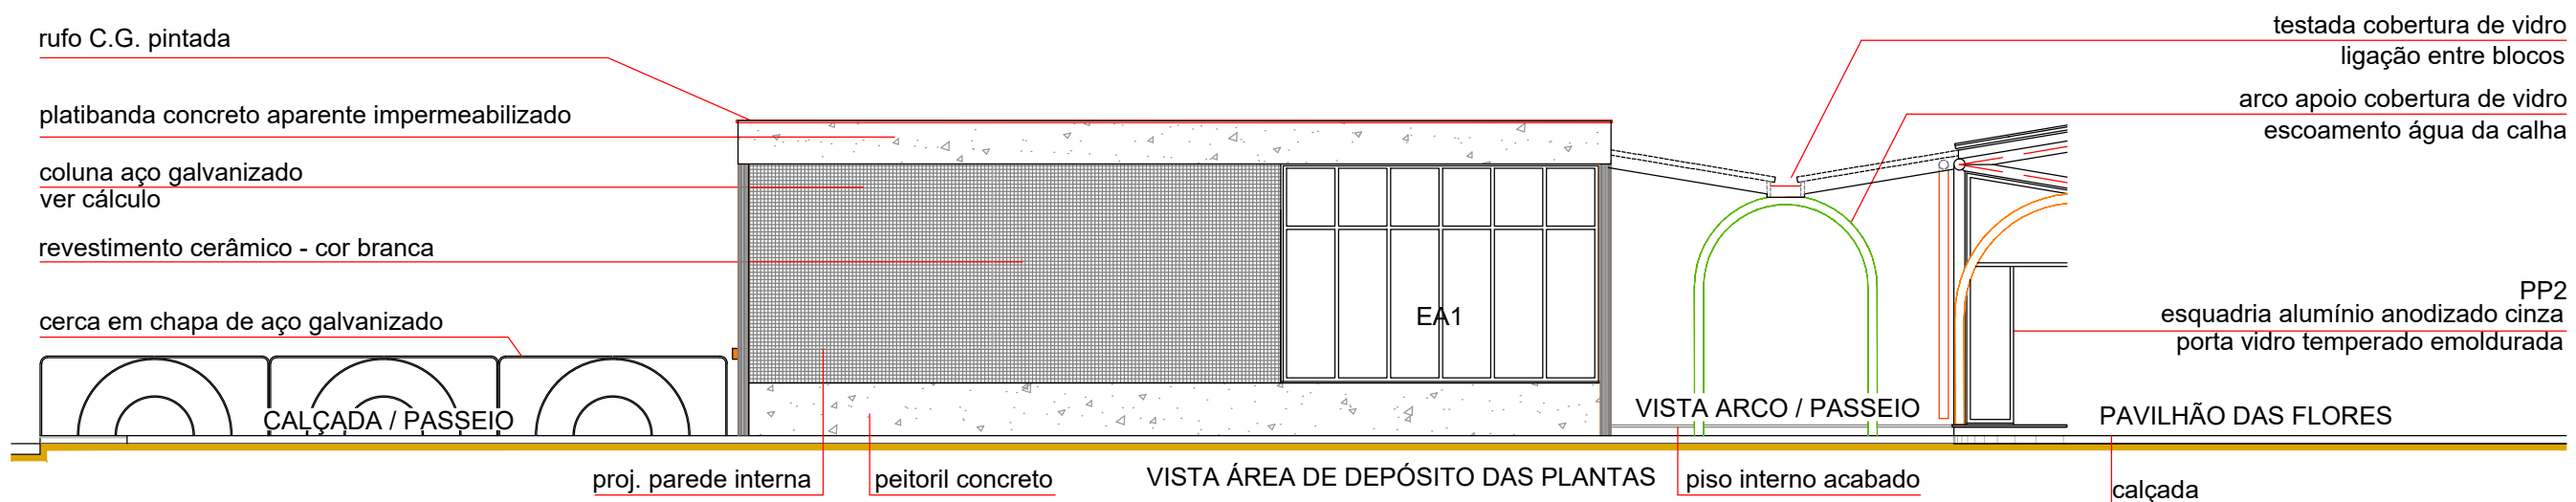 rufo C.G. pintada
platibanda concreto aparente impermeabilizado
coluna aço galvanizado
ver cálculo
revestimento cerâmico - cor branca
cerca em chapa de aço galvanizado
CALÇADA / PASSEIO
EA1
testada cobertura de vidro
ligação entre blocos
arco apoio cobertura de vidro
escoamento água da calha
PP2
esquadria alumínio anodizado cinza
porta vidro temperado emoldurada
VISTA ARCO / PASSEIO
PAVILHÃO DAS FLORES
proj. parede interna
peitoril concreto
VISTA ÁREA DE DEPÓSITO DAS PLANTAS
piso interno acabado
calçada